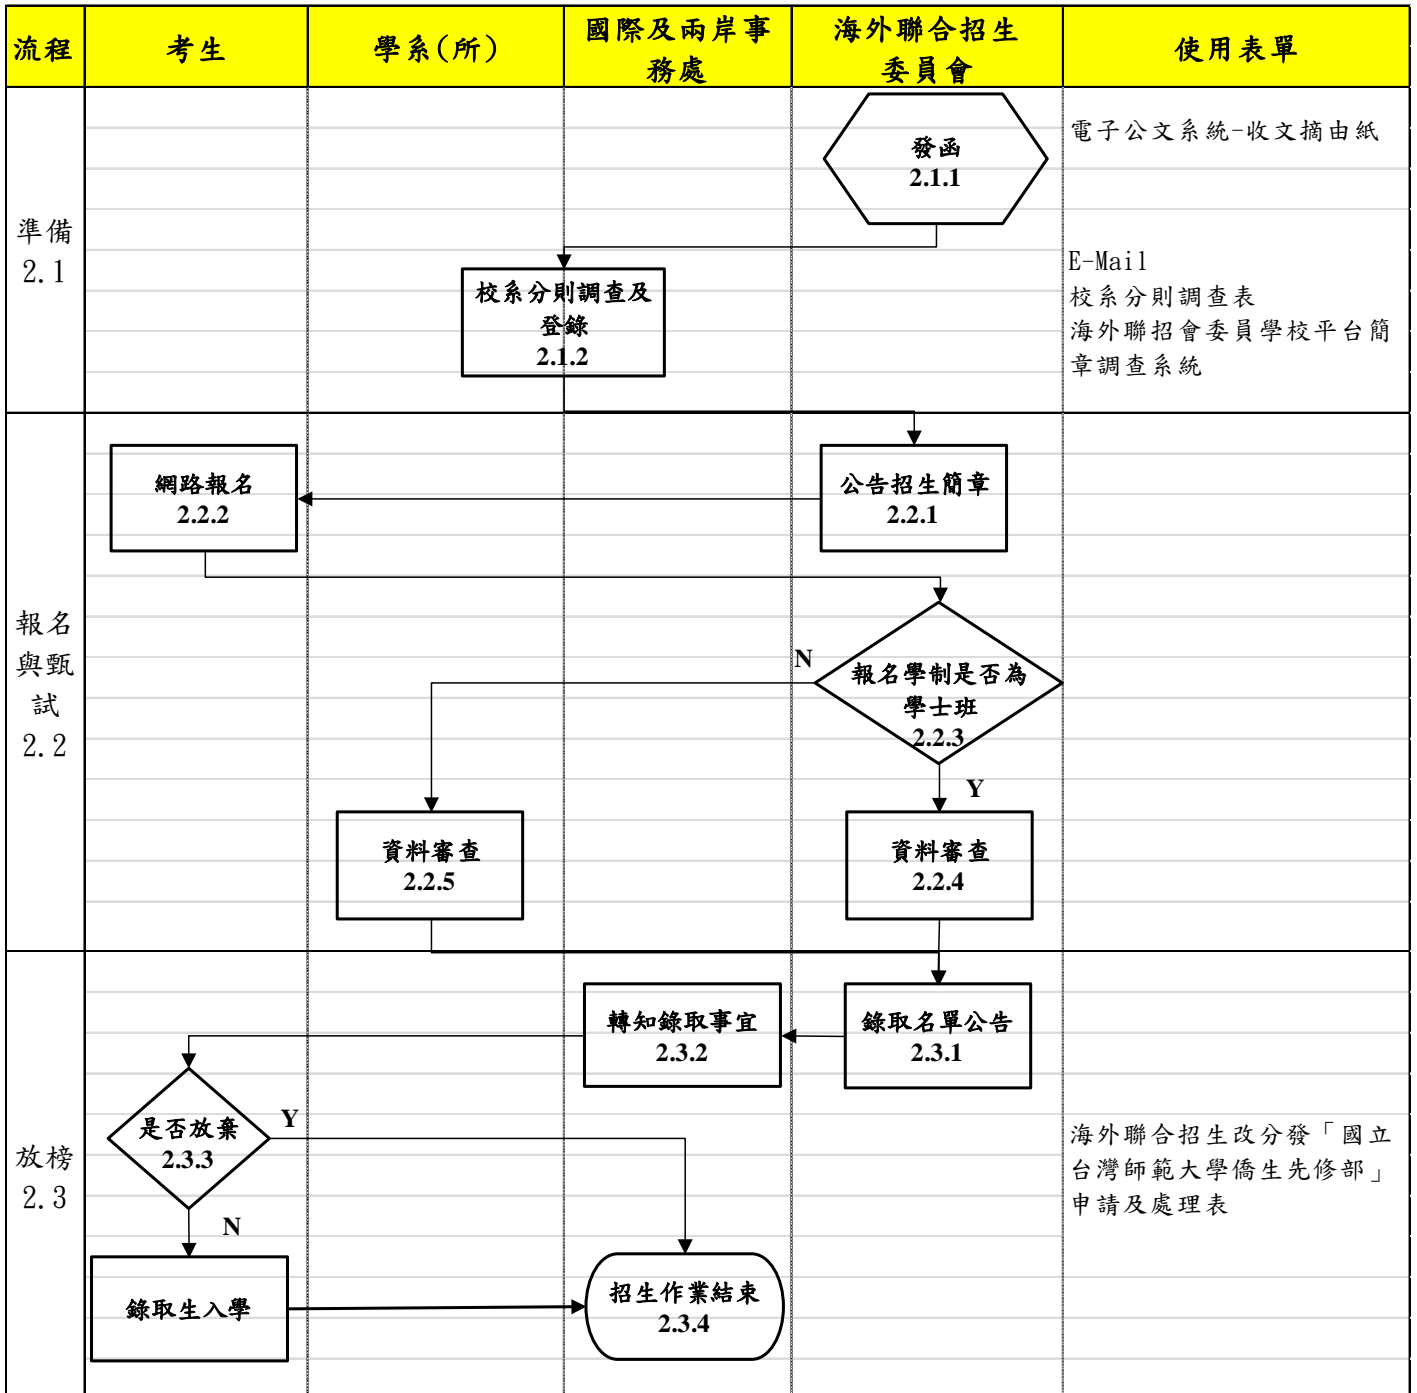 流程
考生
學系(所)
國際及兩岸事
務處
海外聯合招生
委員會
使用表單
準備
2.1
發函
2.1.1
電子公文系統-收文摘由紙
校系分則調查及
登錄
2.1.2
E-Mail
校系分則調查表
海外聯招會委員學校平台簡
章調查系統
報名
與甄
試
2.2
網路報名
2.2.2
公告招生簡章
2.2.1
N
報名學制是否為
學士班
2.2.3
Y
資料審查
2.2.5
資料審查
2.2.4
放榜
2.3
轉知錄取事宜
2.3.2
錄取名單公告
2.3.1
是否放棄
2.3.3
Y
N
海外聯合招生改分發「國立
台灣師範大學僑生先修部」
申請及處理表
錄取生入學
招生作業結束
2.3.4